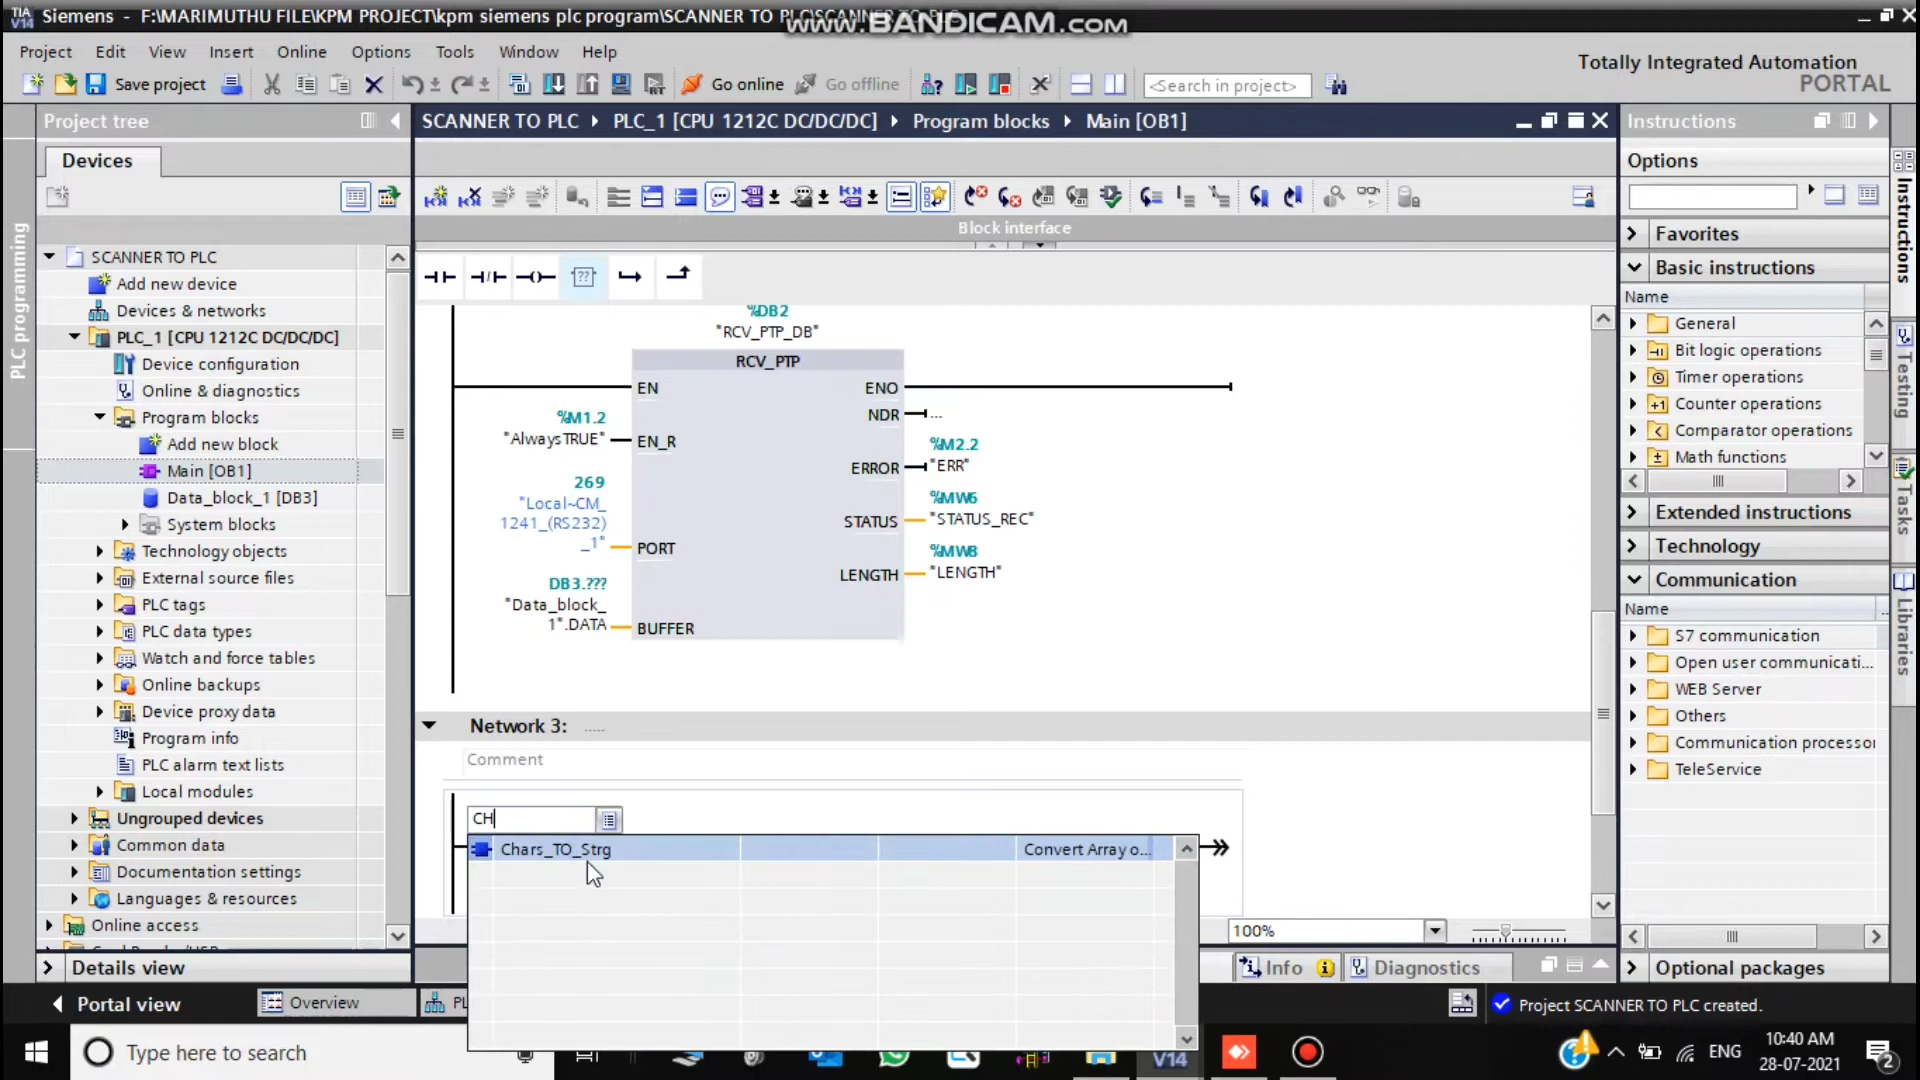 Siemens - F:\MARIMUTHU FILE\KPM PROJECT\kpm siemens plc program\SCANNER TO PLC\SCANNER TO PLC
www.BANDICAM.com
Project Edit View Insert Online Options Tools Window Help
Totally Integrated Automation
PORTAL
Save project
Go online
Go offline
<Search in project>
Project tree
SCANNER TO PLC
PLC_1 [CPU 1212C DC/DC/DC]
Program blocks
Main [OB1]
Instructions
Devices
Options
PLC programming
Block interface
SCANNER TO PLC
Add new device
Devices & networks
PLC_1 [CPU 1212C DC/DC/DC]
Device configuration
Online & diagnostics
Program blocks
Add new block
Main [OB1]
Data_block_1 [DB3]
System blocks
Technology objects
External source files
PLC tags
PLC data types
Watch and force tables
Online backups
Device proxy data
Program info
PLC alarm text lists
Local modules
Ungrouped devices
Common data
Documentation settings
Languages & resources
Online access
Details view
??
%DB2
"RCV_PTP_DB"
RCV_PTP
EN
ENO
%M1.2
"AlwaysTRUE"
EN_R
NDR
...
%M2.2
ERROR
"ERR"
269
"Local~CM_
1241_(RS232)
_1"
PORT
%MW6
STATUS
"STATUS_REC"
%MW8
LENGTH
"LENGTH"
DB3.???
"Data_block_
1".DATA
BUFFER
Network 3:
.....
Comment
CH
Chars_TO_Strg
Convert Array o...
100%
Info
Diagnostics
Favorites
Basic instructions
Name
General
Bit logic operations
Timer operations
Counter operations
Comparator operations
Math functions
Extended instructions
Technology
Communication
Name
...
S7 communication
Open user communicati...
WEB Server
Others
Communication processor
TeleService
Optional packages
Instructions
Testing
Tasks
Libraries
Portal view
Overview
Project SCANNER TO PLC created.
Type here to search
V14
ENG
10:40 AM
28-07-2021
2